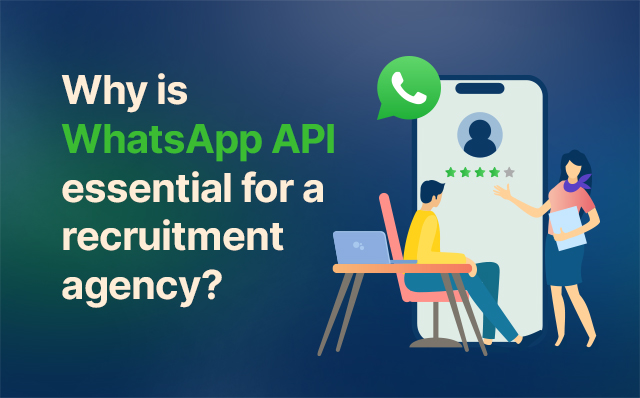 Why is
WhatsApp API
essential for a
recruitment
agency?